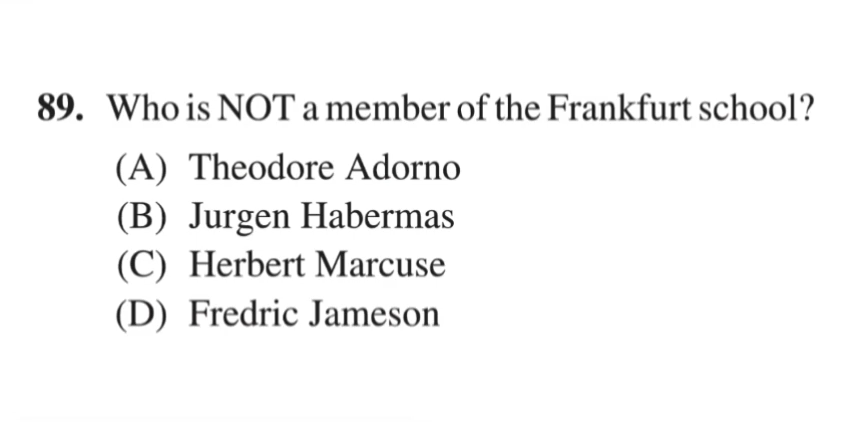 89. Who is NOT a member of the Frankfurt school?
(A) Theodore Adorno
(B) Jurgen Habermas
(C) Herbert Marcuse
(D) Fredric Jameson